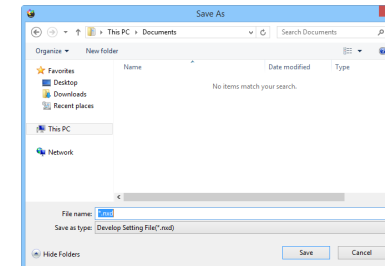 Save As
This PC › Documents
Search Documents
Organize
New folder
Name
Date modified
Type
Favorites
Desktop
Downloads
Recent places
This PC
Network
No items match your search.
File name: *.nxd
Save as type: Develop Setting File(*.nxd)
Hide Folders
Save
Cancel